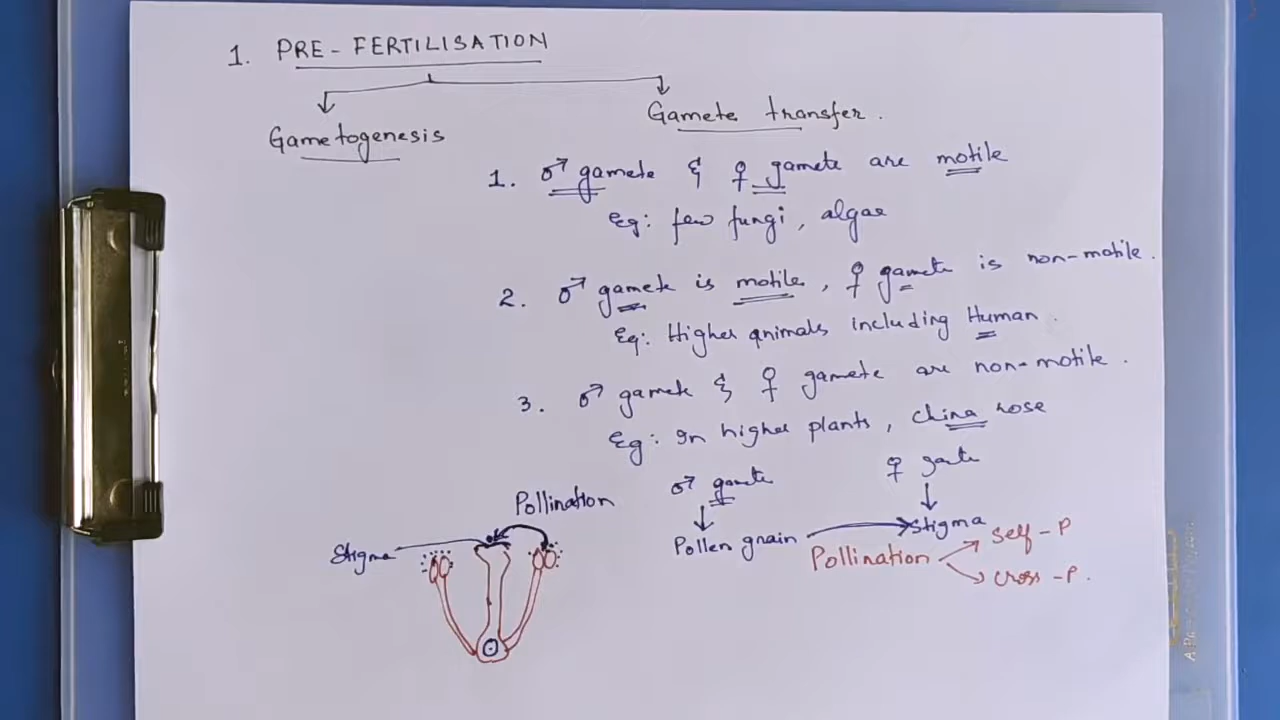 1. PRE-FERTILISATION
Gametogenesis
Gamete transfer.
1. ♂ gamete & ♀ gamete are motile
Eg: few fungi, algae
2. ♂ gamete is motile, ♀ gamete is non-motile.
Eg: Higher animals including Human.
3. ♂ gamete & ♀ gamete are non-motile.
Eg: In higher plants, china rose
♂ gamete
♀ gamte
Pollen grain
Stigma
Pollination
self-P
cross-P.
Pollination
Stigma